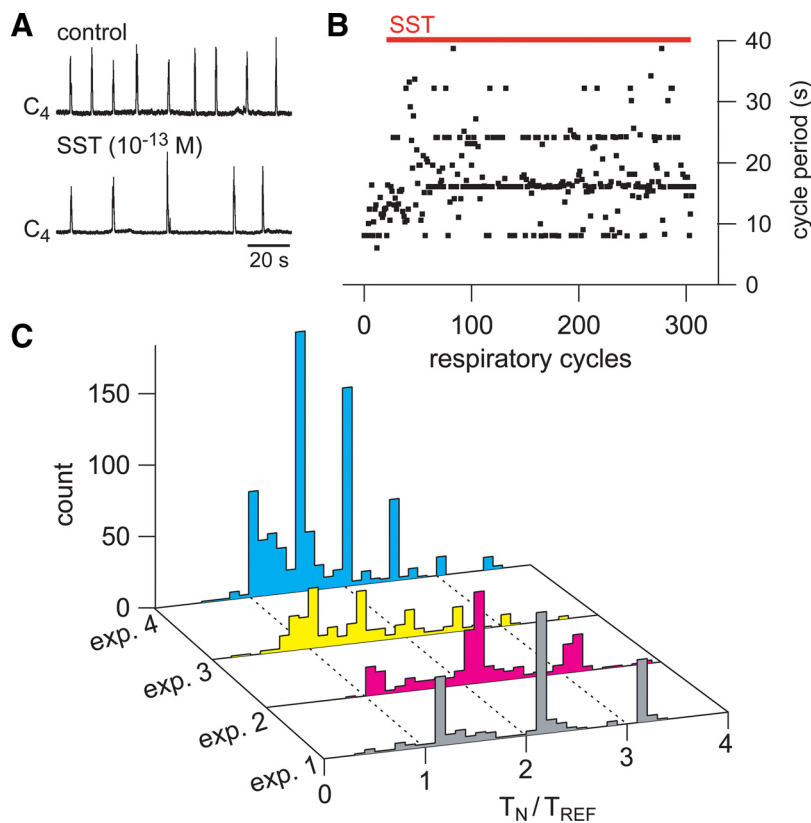 A
control
C4
SST (10-13 M)
C4
20 s
B
SST
40
30
20
10
0
cycle period (s)
0 100 200 300
respiratory cycles
C
150
100
50
0
count
exp. 4
exp. 3
exp. 2
exp. 1
0 1 2 3 4
TN/TREF